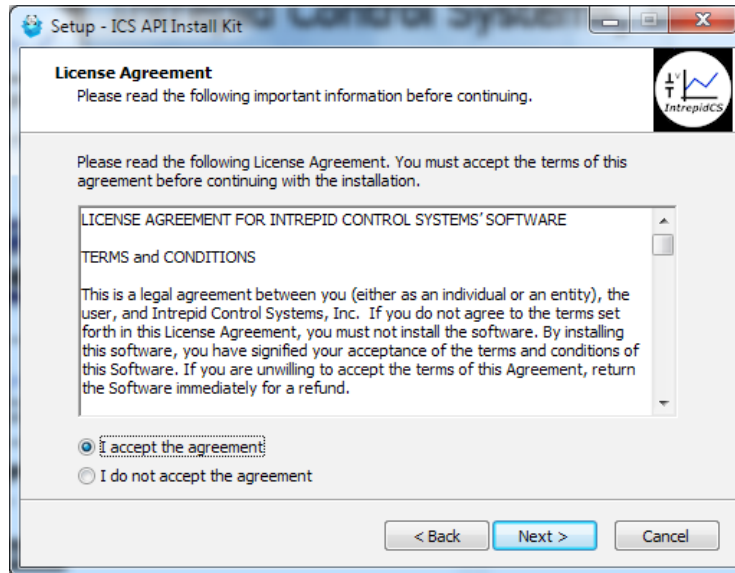 Setup - ICS API Install Kit
License Agreement
Please read the following important information before continuing.
IntrepidCS
Please read the following License Agreement. You must accept the terms of this
agreement before continuing with the installation.
LICENSE AGREEMENT FOR INTREPID CONTROL SYSTEMS' SOFTWARE
TERMS and CONDITIONS
This is a legal agreement between you (either as an individual or an entity), the
user, and Intrepid Control Systems, Inc.  If you do not agree to the terms set
forth in this License Agreement, you must not install the software. By installing
this software, you have signified your acceptance of the terms and conditions of
this Software. If you are unwilling to accept the terms of this Agreement, return
the Software immediately for a refund.
I accept the agreement
I do not accept the agreement
< Back
Next >
Cancel